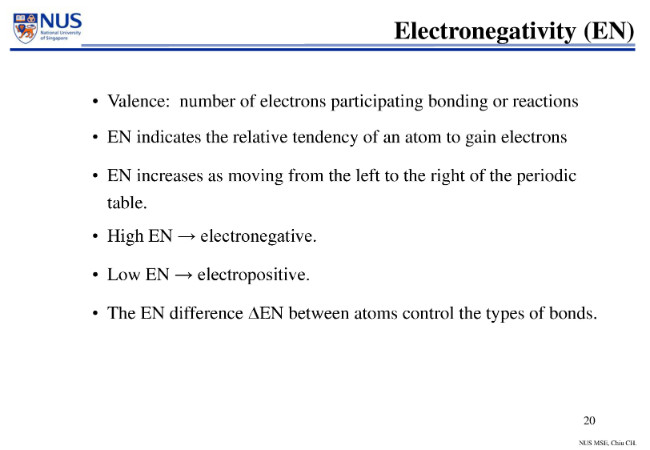 NUS
National University
of Singapore
Electronegativity (EN)
• Valence: number of electrons participating bonding or reactions
• EN indicates the relative tendency of an atom to gain electrons
• EN increases as moving from the left to the right of the periodic
table.
• High EN → electronegative.
• Low EN → electropositive.
• The EN difference ΔEN between atoms control the types of bonds.
20
NUS MSE, Chiu CH.